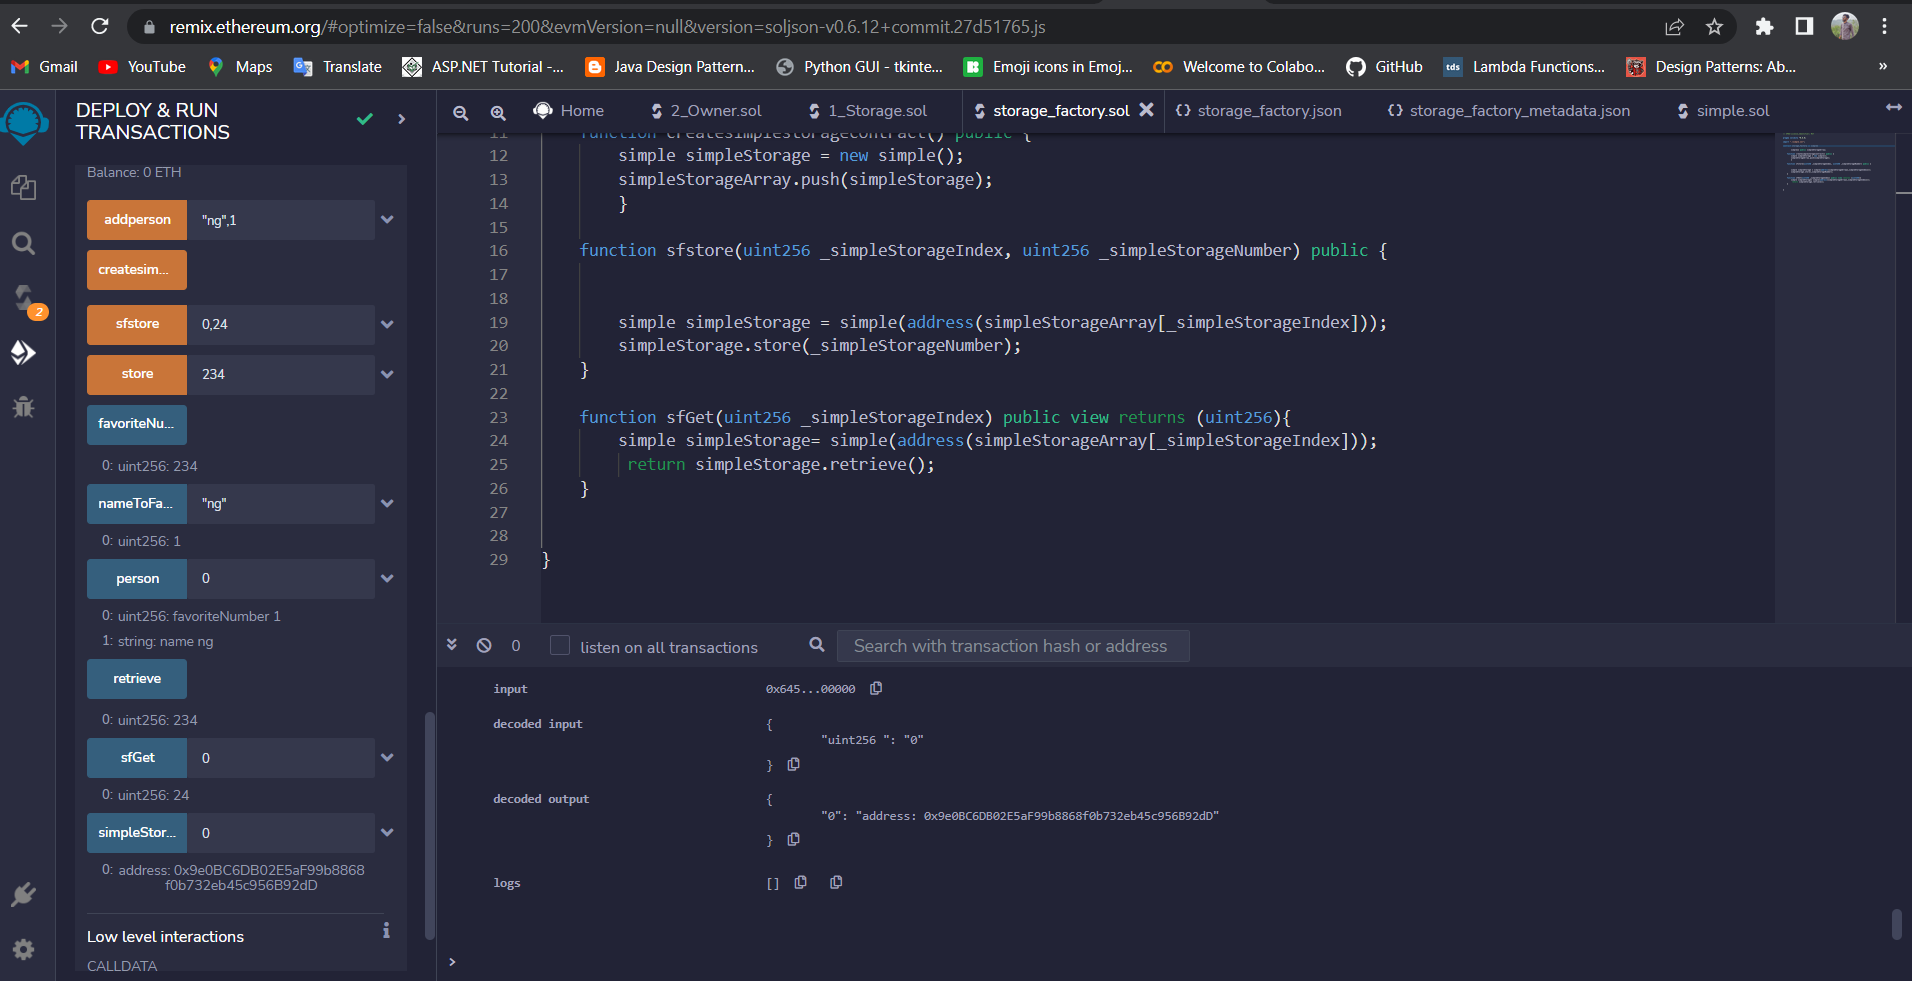 remix.ethereum.org/#optimize=false&runs=200&evmVersion=null&version=soljson-v0.6.12+commit.27d51765.js
Gmail YouTube Maps Translate ASP.NET Tutorial -... Java Design Pattern... Python GUI - tkinte... Emoji icons in Emoj... Welcome to Colabo... GitHub tds Lambda Functions... Design Patterns: Ab... »
DEPLOY & RUN
TRANSACTIONS
Home 2_Owner.sol 1_Storage.sol storage_factory.sol {} storage_factory.json {} storage_factory_metadata.json simple.sol
Balance: 0 ETH
addperson "ng",1
createsim...
sfstore 0,24
store 234
favoriteNu...
0: uint256: 234
nameToFa... "ng"
0: uint256: 1
person 0
0: uint256: favoriteNumber 1
1: string: name ng
retrieve
0: uint256: 234
sfGet 0
0: uint256: 24
simpleStor... 0
0: address: 0x9e0BC6DB02E5aF99b8868
f0b732eb45c956B92dD
Low level interactions
CALLDATA
2
11 function createsimplestorageContract() public {
12 simple simpleStorage = new simple();
13 simpleStorageArray.push(simpleStorage);
14 }
15
16 function sfstore(uint256 _simpleStorageIndex, uint256 _simpleStorageNumber) public {
17
18
19 simple simpleStorage = simple(address(simpleStorageArray[_simpleStorageIndex]));
20 simpleStorage.store(_simpleStorageNumber);
21 }
22
23 function sfGet(uint256 _simpleStorageIndex) public view returns (uint256){
24 simple simpleStorage= simple(address(simpleStorageArray[_simpleStorageIndex]));
25 return simpleStorage.retrieve();
26 }
27
28
29 }
0 listen on all transactions Search with transaction hash or address
input 0x645...00000
decoded input {
"uint256 ": "0"
}
decoded output {
"0": "address: 0x9e0BC6DB02E5aF99b8868f0b732eb45c956B92dD"
}
logs []
>